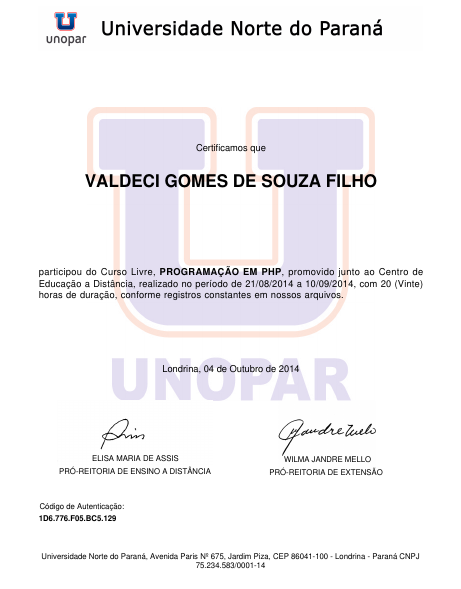 unopar
Universidade Norte do Paraná
Certificamos que
VALDECI GOMES DE SOUZA FILHO
participou do Curso Livre, PROGRAMAÇÃO EM PHP, promovido junto ao Centro de
Educação a Distância, realizado no período de 21/08/2014 a 10/09/2014, com 20 (Vinte)
horas de duração, conforme registros constantes em nossos arquivos.
Londrina, 04 de Outubro de 2014
UNOPAR
ELISA MARIA DE ASSIS
PRÓ-REITORIA DE ENSINO A DISTÂNCIA
WILMA JANDRE MELLO
PRÓ-REITORIA DE EXTENSÃO
Código de Autenticação:
1D6.776.F05.BC5.129
Universidade Norte do Paraná, Avenida Paris Nº 675, Jardim Piza, CEP 86041-100 - Londrina - Paraná CNPJ
75.234.583/0001-14